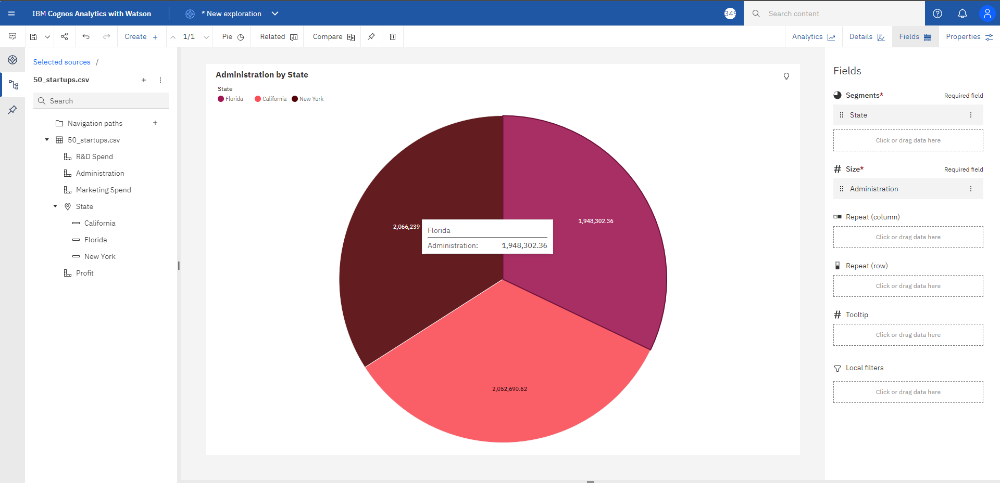 IBM Cognos Analytics with Watson
* New exploration
349
Search content
Create +
1/1
Pie
Related
Compare
Analytics
Details
Fields
Properties
Selected sources /
50_startups.csv
Search
Navigation paths
50_startups.csv
R&D Spend
Administration
Marketing Spend
State
California
Florida
New York
Profit
Administration by State
State
Florida California New York
1,948,302.36
2,066,239
Florida
Administration: 1,948,302.36
2,052,690.62
Fields
Segments* Required field
State
Click or drag data here
# Size* Required field
Administration
Repeat (column)
Click or drag data here
Repeat (row)
Click or drag data here
# Tooltip
Click or drag data here
Local filters
Click or drag data here